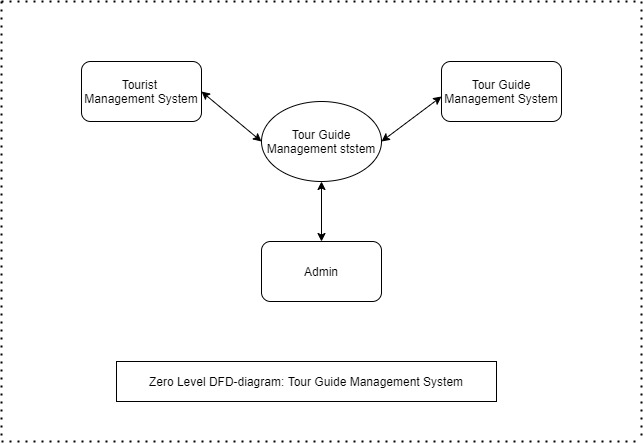 Tourist
Management System
Tour Guide
Management System
Tour Guide
Management ststem
Admin
Zero Level DFD-diagram: Tour Guide Management System